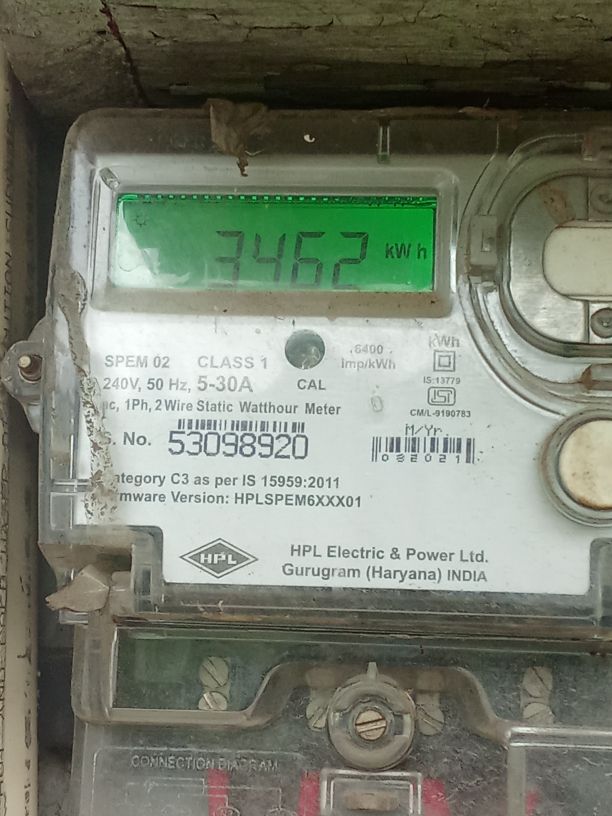 3462 kWh
SPEM 02 CLASS 1
240V, 50 Hz, 5-30A
CAL
6400
Imp/kWh
kWh
IS:13779
ISI
CM/L-9190783
1Ph, 2 Wire Static Watthour Meter
S. No. 53098920
M/Yr
032021
ategory C3 as per IS 15959:2011
rmware Version: HPLSPEM6XXX01
HPL
HPL Electric & Power Ltd.
Gurugram (Haryana) INDIA
CONNECTION DIAGRAM